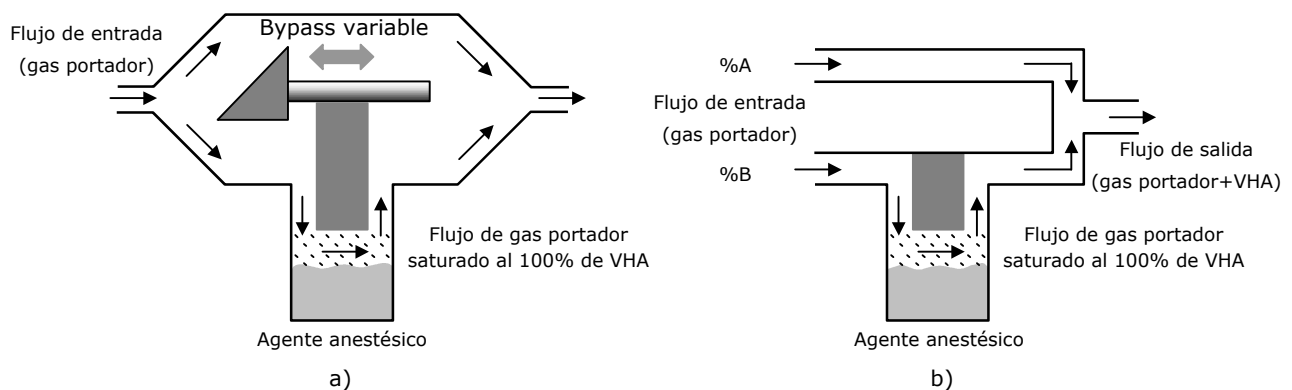 Flujo de entrada
(gas portador)
Bypass variable
Flujo de gas portador
saturado al 100% de VHA
Agente anestésico
a)
%A
Flujo de entrada
(gas portador)
%B
Flujo de salida
(gas portador+VHA)
Flujo de gas portador
saturado al 100% de VHA
Agente anestésico
b)